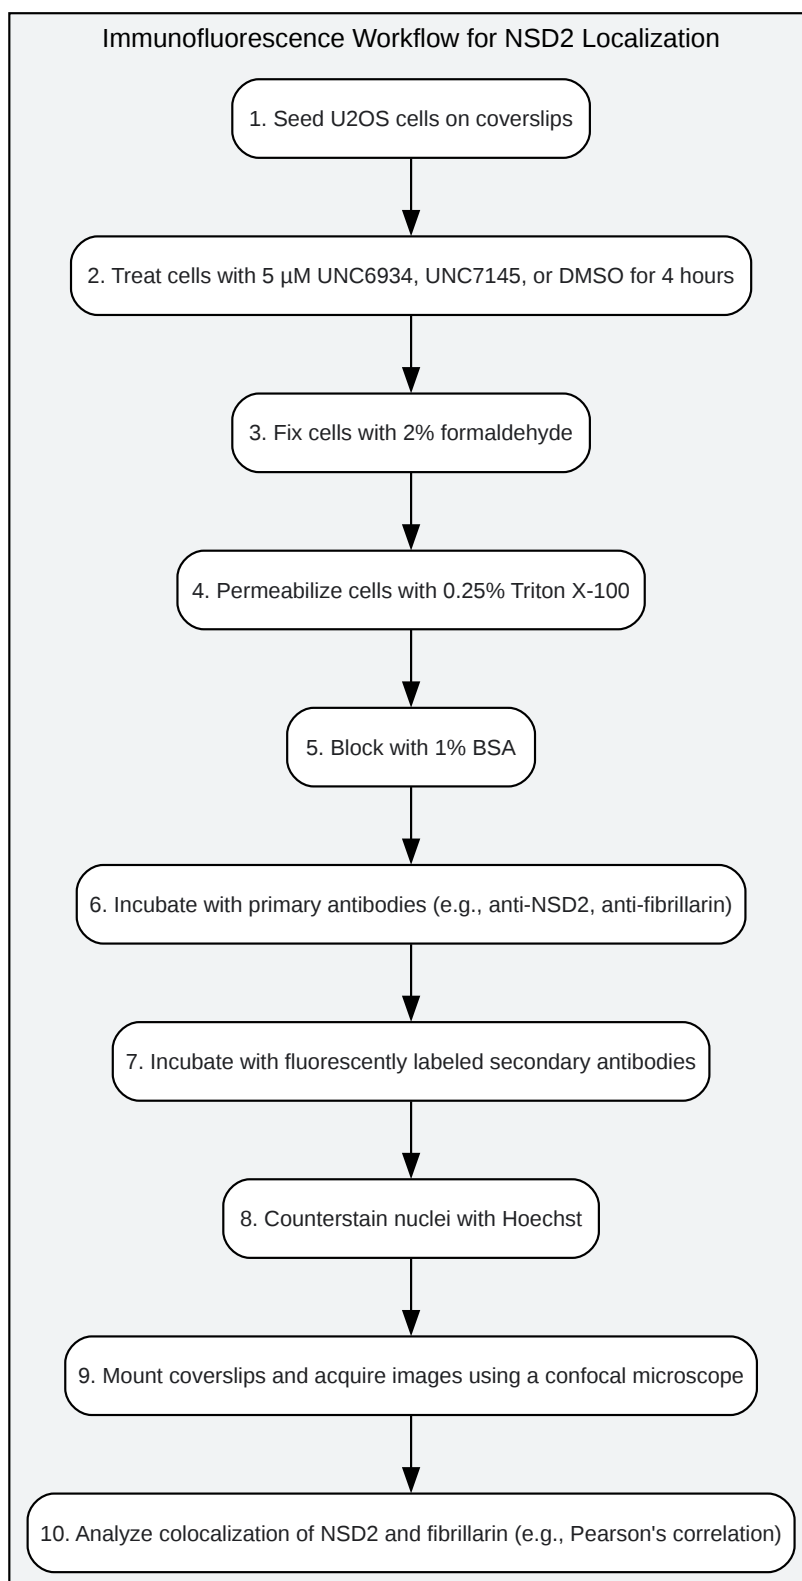 Immunofluorescence Workflow for NSD2 Localization
1. Seed U2OS cells on coverslips
2. Treat cells with 5 µM UNC6934, UNC7145, or DMSO for 4 hours
3. Fix cells with 2% formaldehyde
4. Permeabilize cells with 0.25% Triton X-100
5. Block with 1% BSA
6. Incubate with primary antibodies (e.g., anti-NSD2, anti-fibrillarin)
7. Incubate with fluorescently labeled secondary antibodies
8. Counterstain nuclei with Hoechst
9. Mount coverslips and acquire images using a confocal microscope
10. Analyze colocalization of NSD2 and fibrillarin (e.g., Pearson's correlation)